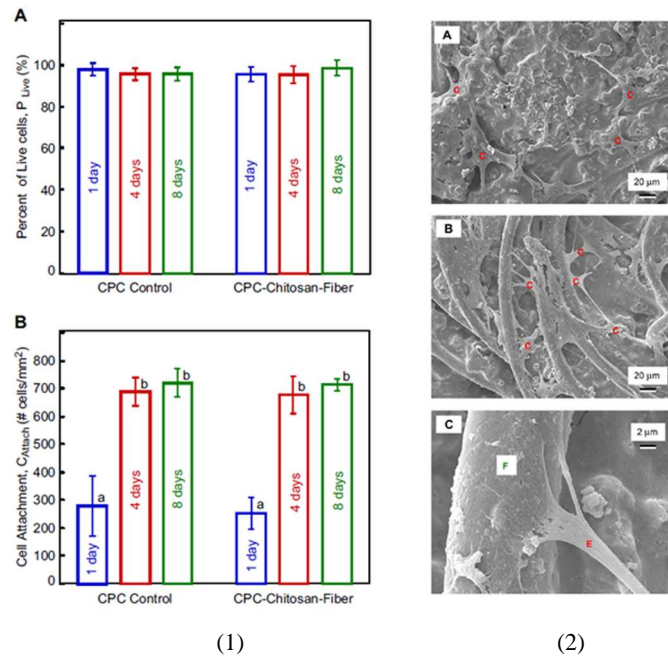 A
Percent of Live cells, P Live (%)
100
80
60
40
20
0
1 day
4 days
8 days
1 day
4 days
8 days
CPC Control
CPC-Chitosan-Fiber
B
Cell Attachment, CAttach (# cells/mm²)
800
700
600
500
400
300
200
100
0
a
b
b
a
b
b
1 day
4 days
8 days
1 day
4 days
8 days
CPC Control
CPC-Chitosan-Fiber
(1)
A
C
C
C
C
20 µm
B
C
C
C
C
C
20 µm
C
2 µm
F
E
(2)